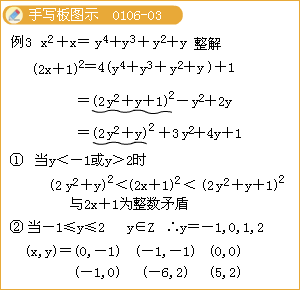 手写板图示 0106-03
例3 x²+x= y⁴+y³+y²+y 整解
(2x+1)²=4(y⁴+y³+y²+y)+1
=(2y²+y+1)²-y²+2y
=(2y²+y)²+3y²+4y+1
① 当y<-1或y>2时
(2y²+y)²<(2x+1)²<(2y²+y+1)²
与2x+1为整数矛盾
②当-1≤y≤2 y∈Z ∴y=-1,0,1,2
(x,y)=(0,-1) (-1,-1) (0,0)
(-1,0) (-6,2) (5,2)